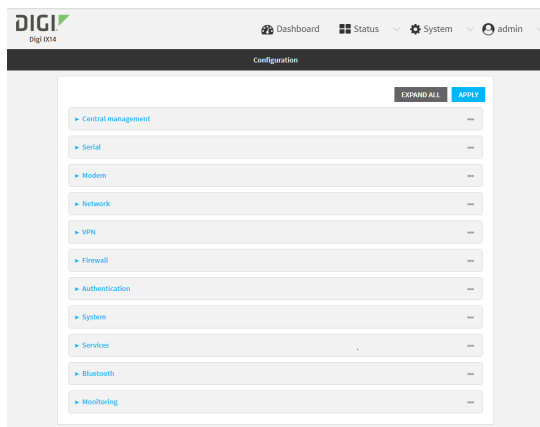 DIGI
Dashboard Status System admin
Digi IX14
Configuration
EXPAND ALL APPLY
Central management
Serial
Modem
Network
VPN
Firewall
Authentication
System
Services
Bluetooth
Monitoring